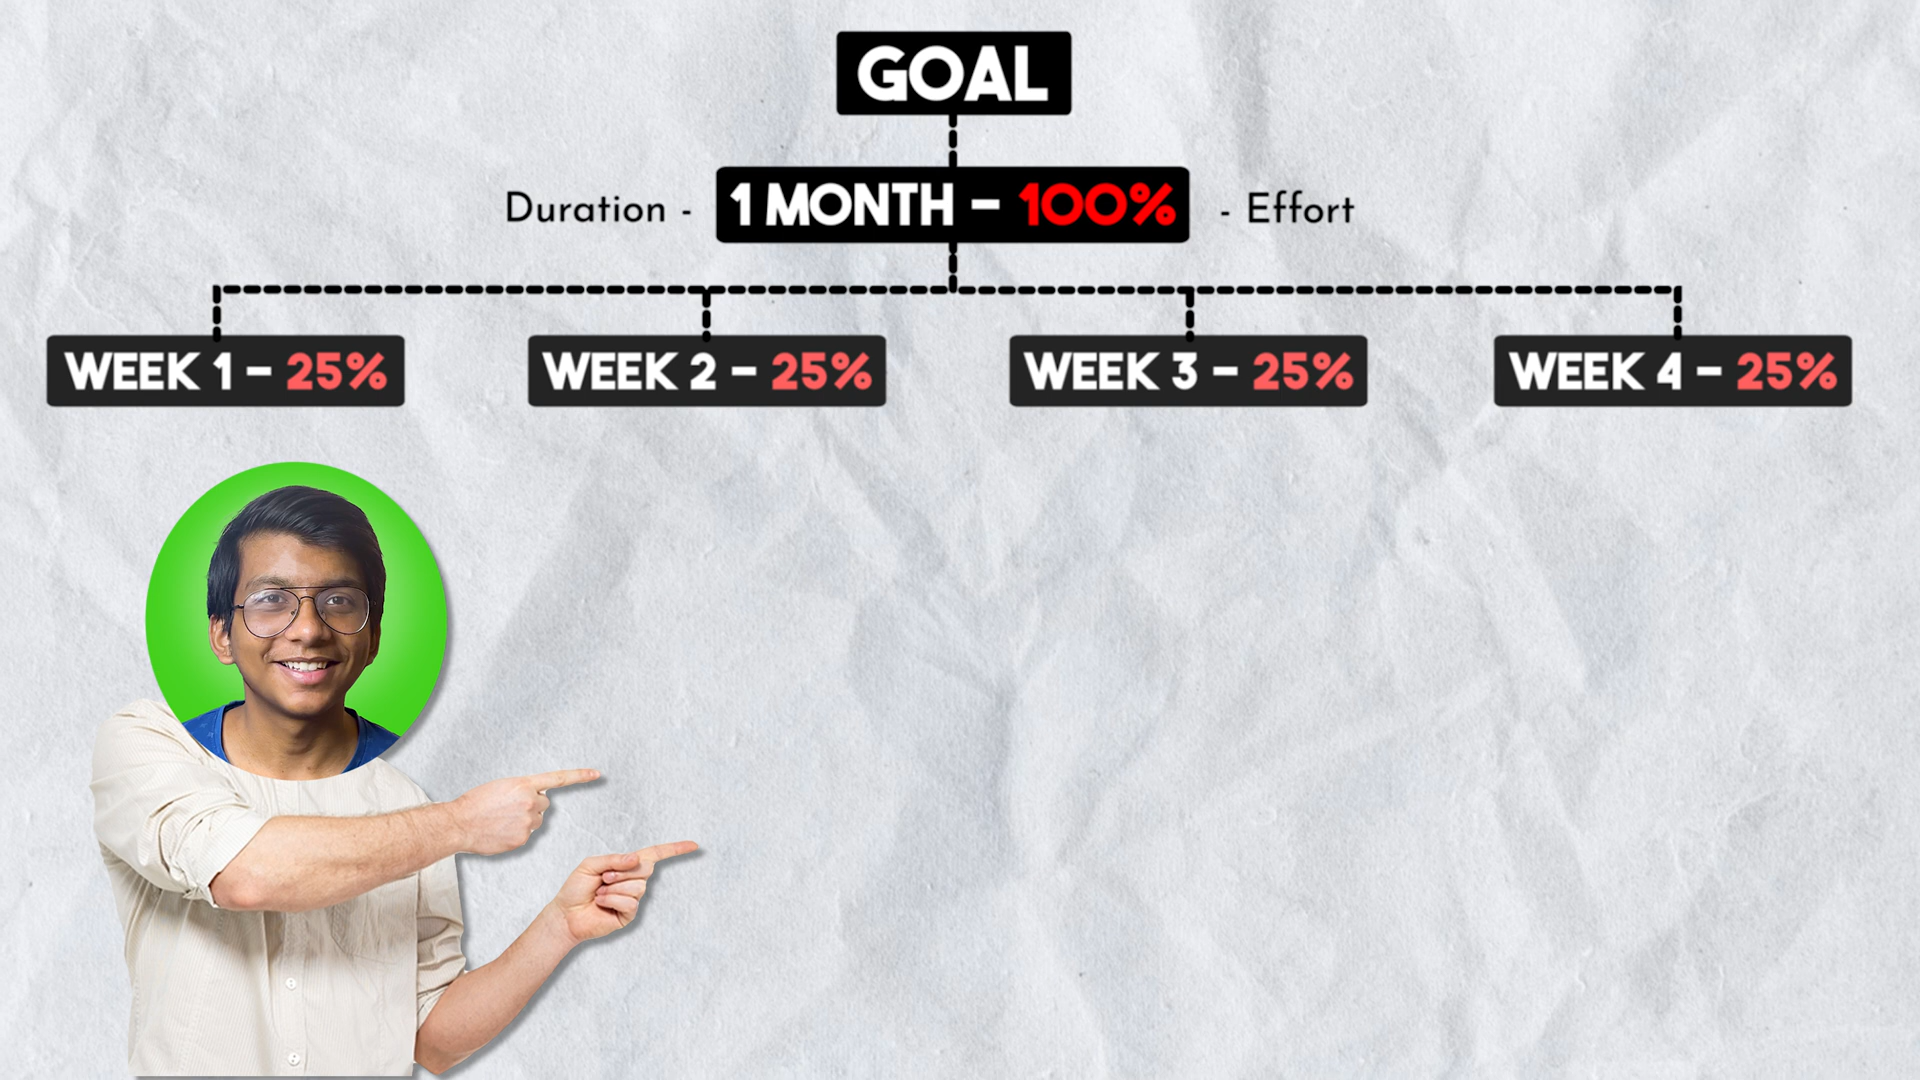 GOAL
Duration - 1 MONTH - 100% - Effort
WEEK 1 - 25% WEEK 2 - 25% WEEK 3 - 25% WEEK 4 - 25%